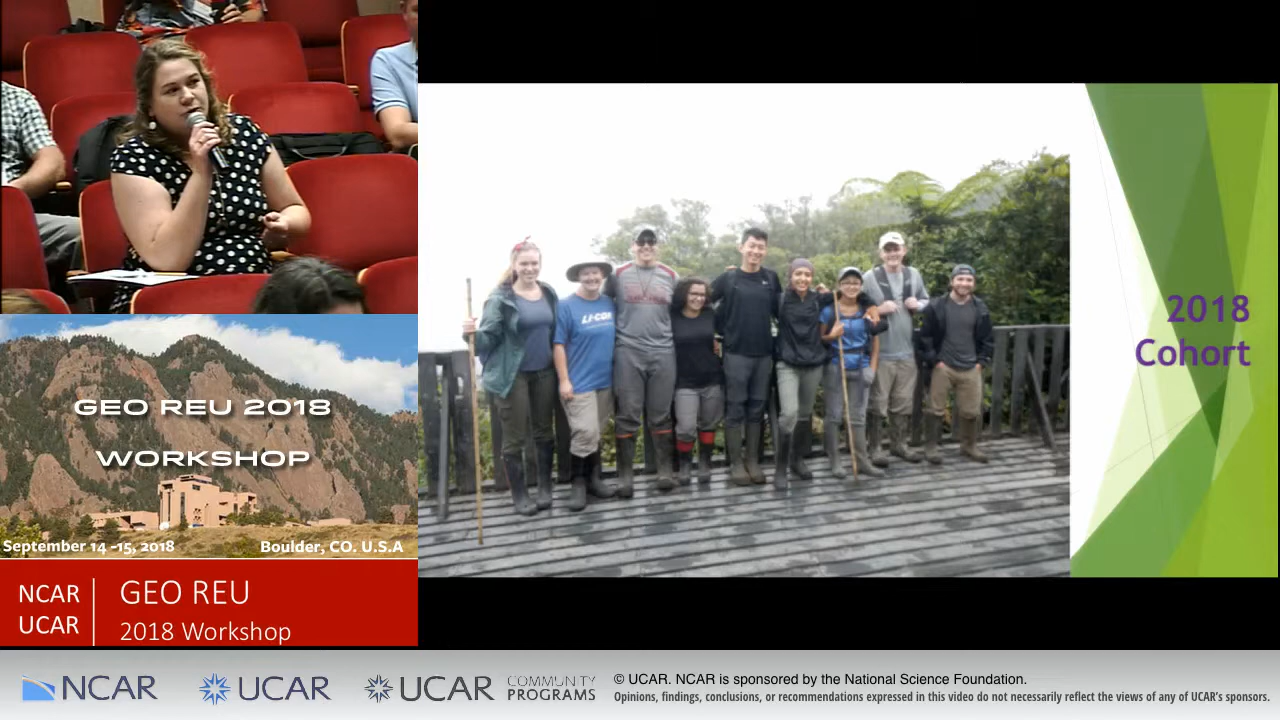 LI-COR
2018
Cohort
GEO REU 2018
WORKSHOP
September 14 -15, 2018
Boulder, CO. U.S.A
NCAR
UCAR
GEO REU
2018 Workshop
NCAR
UCAR
UCAR
COMMUNITY
PROGRAMS
© UCAR. NCAR is sponsored by the National Science Foundation.
Opinions, findings, conclusions, or recommendations expressed in this video do not necessarily reflect the views of any of UCAR's sponsors.